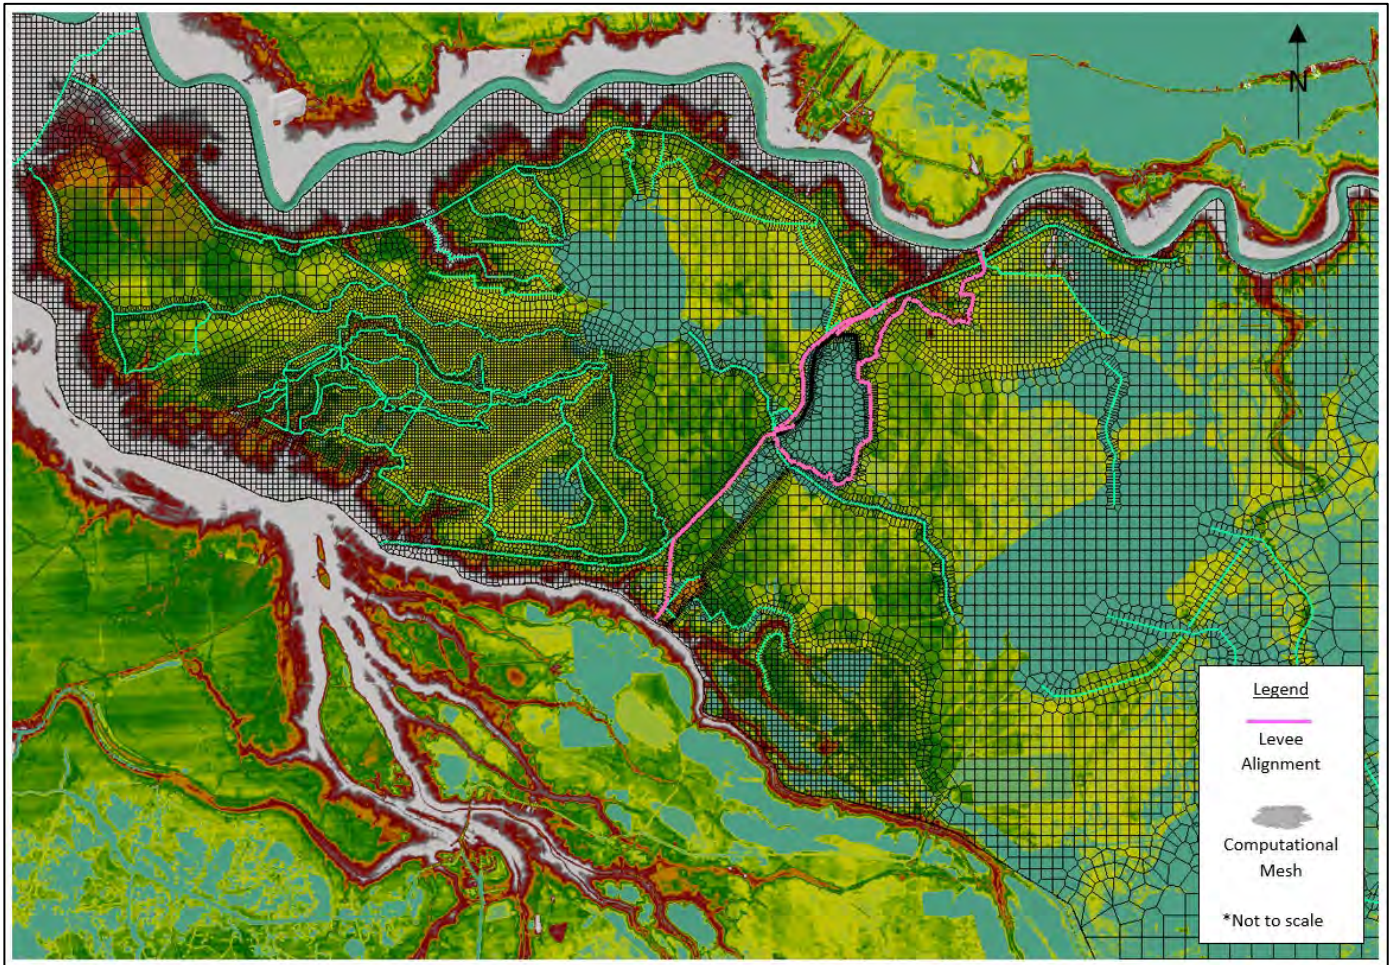 N
Legend
Levee
Alignment
Computational
Mesh
*Not to scale